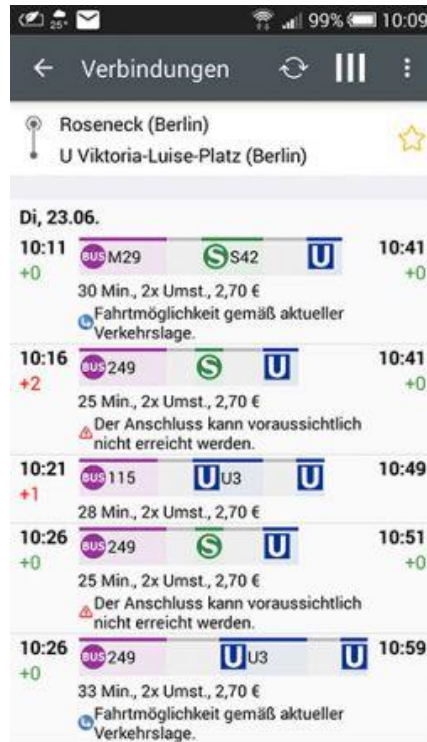 25° 99% 10:09
Verbindungen
Roseneck (Berlin)
U Viktoria-Luise-Platz (Berlin)
Di, 23.06.
10:11 BUS M29 S S42 U 10:41
+0 +0
30 Min., 2x Umst., 2,70 €
Fahrtmöglichkeit gemäß aktueller
Verkehrslage.
10:16 BUS 249 S U 10:41
+2 +0
25 Min., 2x Umst., 2,70 €
Der Anschluss kann voraussichtlich
nicht erreicht werden.
10:21 BUS 115 U U3 U 10:49
+1
28 Min., 2x Umst., 2,70 €
10:26 BUS 249 S U 10:51
+0 +0
25 Min., 2x Umst., 2,70 €
Der Anschluss kann voraussichtlich
nicht erreicht werden.
10:26 BUS 249 U U3 U 10:59
+0
33 Min., 2x Umst., 2,70 €
Fahrtmöglichkeit gemäß aktueller
Verkehrslage.